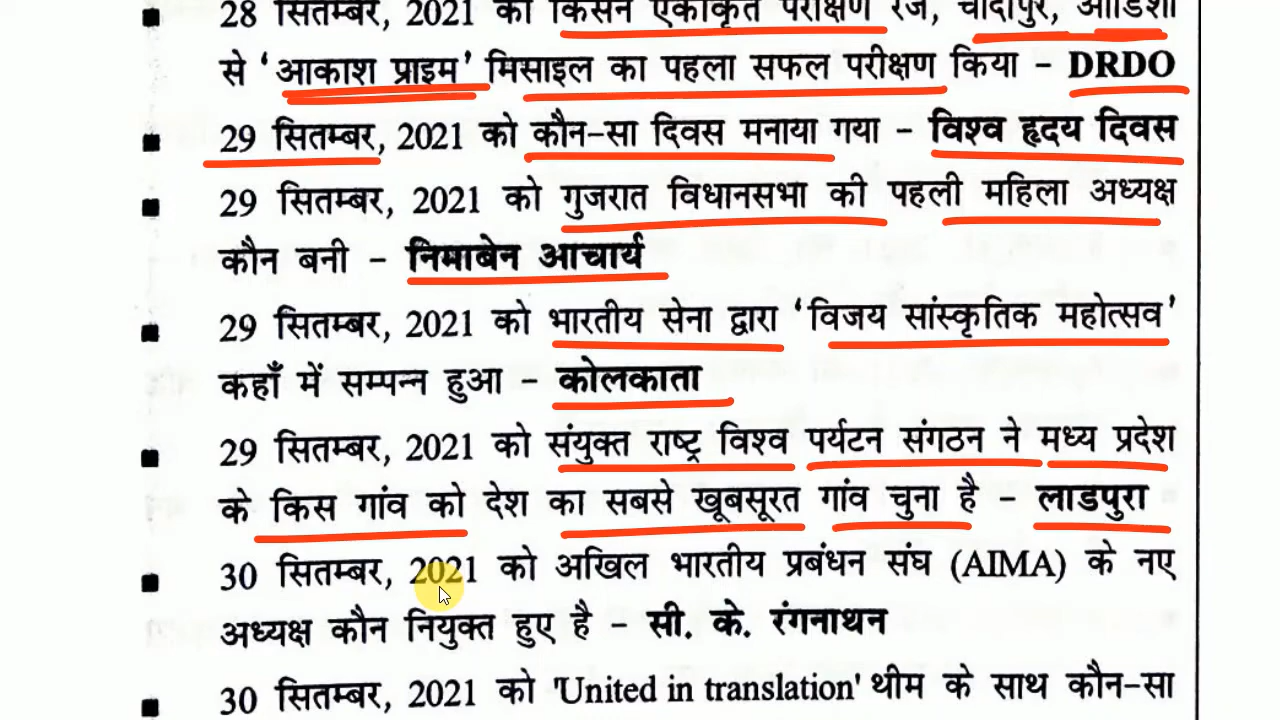 28 सितम्बर, 2021 को किसने एकीकृत परीक्षण रेंज, चांदीपुर, ओडिशा
से ‘आकाश प्राइम’ मिसाइल का पहला सफल परीक्षण किया – DRDO
29 सितम्बर, 2021 को कौन-सा दिवस मनाया गया – विश्व हृदय दिवस
29 सितम्बर, 2021 को गुजरात विधानसभा की पहली महिला अध्यक्ष
कौन बनी – निमाबेन आचार्य
29 सितम्बर, 2021 को भारतीय सेना द्वारा ‘विजय सांस्कृतिक महोत्सव’
कहाँ में सम्पन्न हुआ – कोलकाता
29 सितम्बर, 2021 को संयुक्त राष्ट्र विश्व पर्यटन संगठन ने मध्य प्रदेश
के किस गांव को देश का सबसे खूबसूरत गांव चुना है – लाडपुरा
30 सितम्बर, 2021 को अखिल भारतीय प्रबंधन संघ (AIMA) के नए
अध्यक्ष कौन नियुक्त हुए है – सी. के. रंगनाथन
30 सितम्बर, 2021 को 'United in translation' थीम के साथ कौन-सा